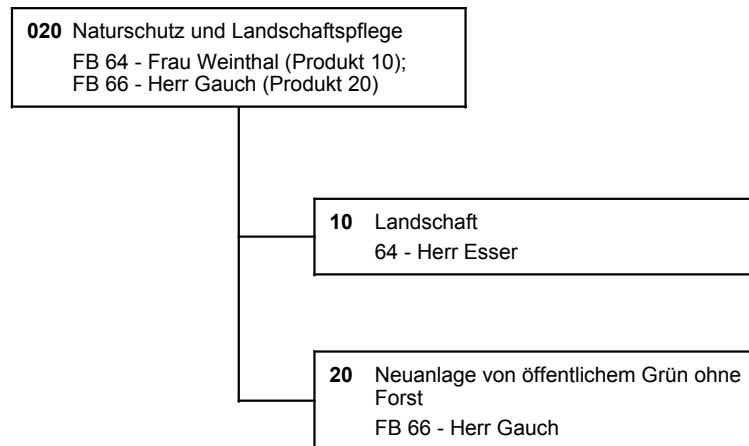 020 Naturschutz und Landschaftspflege
FB 64 - Frau Weinthal (Produkt 10);
FB 66 - Herr Gauch (Produkt 20)
10 Landschaft
64 - Herr Esser
20 Neuanlage von öffentlichem Grün ohne
Forst
FB 66 - Herr Gauch